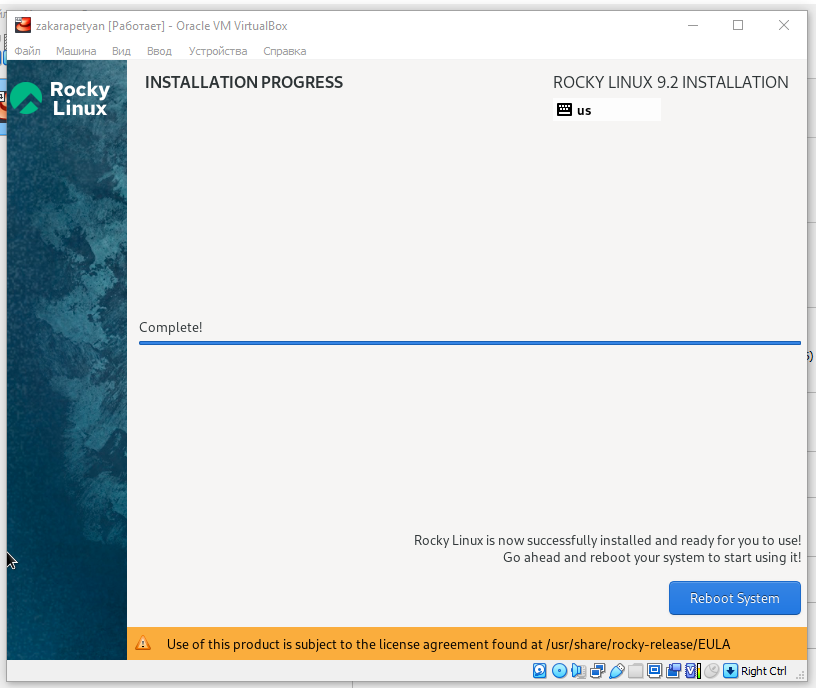 zakarapetyan [Работает] - Oracle VM VirtualBox
Файл Машина Вид Ввод Устройства Справка
Rocky
Linux
INSTALLATION PROGRESS
ROCKY LINUX 9.2 INSTALLATION
us
Complete!
Rocky Linux is now successfully installed and ready for you to use!
Go ahead and reboot your system to start using it!
Reboot System
Use of this product is subject to the license agreement found at /usr/share/rocky-release/EULA
Right Ctrl